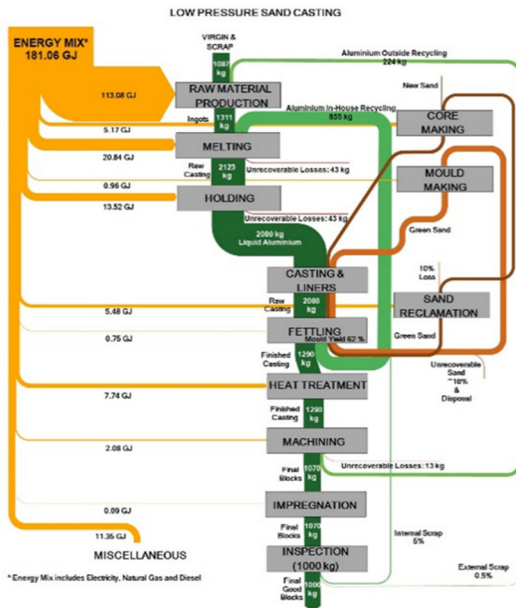 LOW PRESSURE SAND CASTING
ENERGY MIX*
181.06 GJ
VIRGIN &
SCRAP
1087
kg
Aluminium Outside Recycling
224 kg
113.08 GJ
RAW MATERIAL
PRODUCTION
New Sand
Ingots
1311
kg
Aluminium In-House Recycling
855 kg
CORE
MAKING
5.17 GJ
MELTING
20.84 GJ
Raw
Casting
2123
kg
Unrecoverable Losses: 43 kg
MOULD
MAKING
0.96 GJ
HOLDING
13.52 GJ
Unrecoverable Losses: 43 kg
2080 kg
Liquid Aluminium
Green Sand
CASTING &
LINERS
10%
Loss
Raw
Casting
2080
kg
SAND
RECLAMATION
5.48 GJ
FETTLING
Mould Yield 62 %
Green Sand
0.75 GJ
Finished
Casting
1290
kg
Unrecoverable
Sand
~10%
&
Disposal
HEAT TREATMENT
7.74 GJ
Finished
Casting
1290
kg
MACHINING
2.08 GJ
Final
Blocks
1070
kg
Unrecoverable Losses: 13 kg
IMPREGNATION
0.09 GJ
Final
Blocks
1070
kg
Internal Scrap
5%
11.35 GJ
MISCELLANEOUS
INSPECTION
(1000 kg)
External Scrap
0.5%
* Energy Mix includes Electricity, Natural Gas and Diesel
Final
Good
Blocks
1000
kg